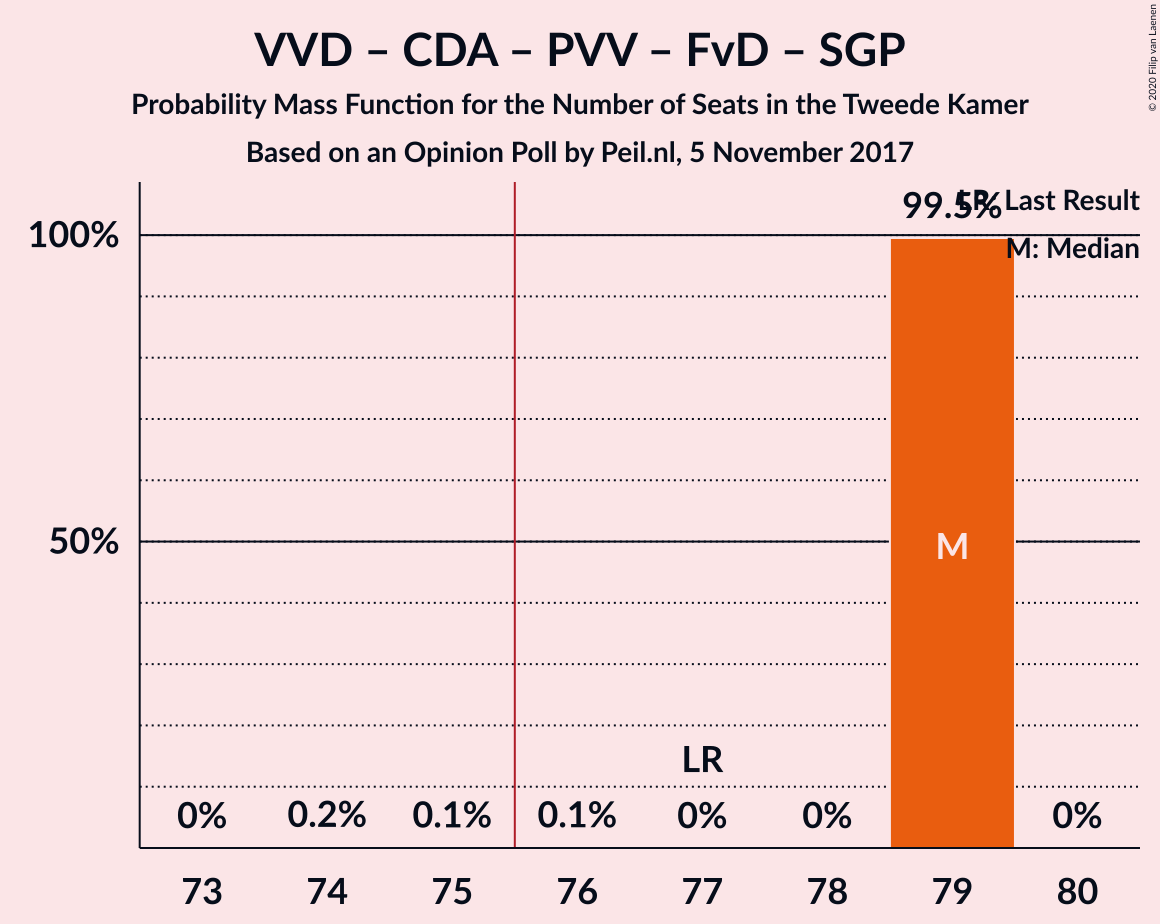 VVD – CDA – PVV – FvD – SGP
Probability Mass Function for the Number of Seats in the Tweede Kamer
Based on an Opinion Poll by Peil.nl, 5 November 2017
© 2020 Filip van Laenen
99.5%
LR: Last Result
M: Median
100%
50%
M
LR
0% 0.2% 0.1% 0.1% 0% 0% 0%
73 74 75 76 77 78 79 80